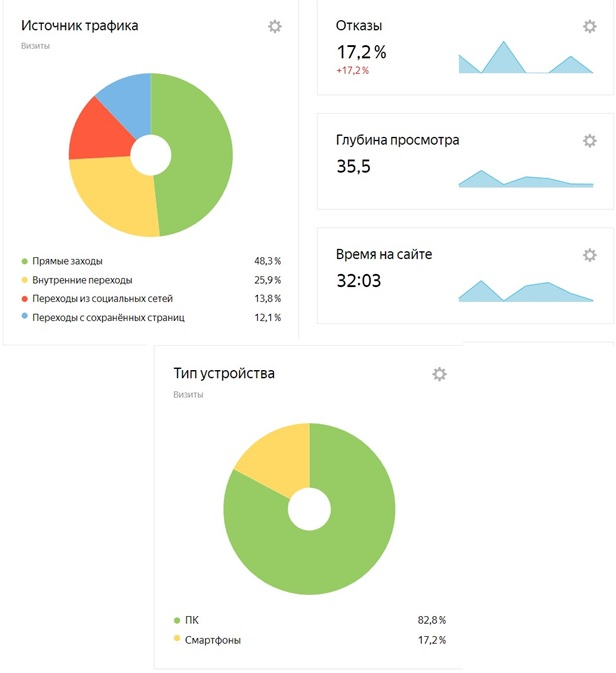 Источник трафика
Визиты
Прямые заходы 48,3 %
Внутренние переходы 25,9 %
Переходы из социальных сетей 13,8 %
Переходы с сохранённых страниц 12,1 %
Отказы
17,2 %
+17,2 %
Глубина просмотра
35,5
Время на сайте
32:03
Тип устройства
Визиты
ПК 82,8 %
Смартфоны 17,2 %